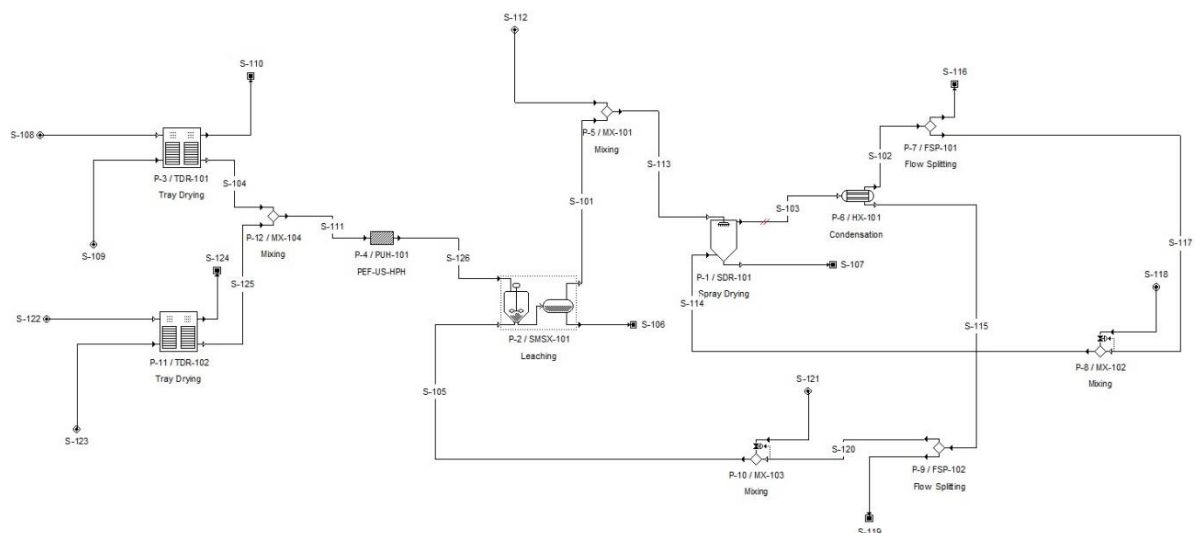 S-112
S-110
S-116
S-108
P-5 / MX-101
Mixing
S-102
P-7 / FSP-101
Flow Splitting
S-113
P-3 / TDR-101
Tray Drying
S-104
S-101
S-103
P-6 / HX-101
Condensation
S-111
P-12 / MX-104
Mixing
S-109
S-124
S-125
P-4 / PUH-101
PEF-US-HPH
S-126
S-117
S-107
P-1 / SDR-101
Spray Drying
S-114
S-118
S-122
S-106
S-115
P-2 / SMSX-101
Leaching
P-11 / TDR-102
Tray Drying
P-8 / MX-102
Mixing
S-105
S-121
S-123
S-120
P-10 / MX-103
Mixing
P-9 / FSP-102
Flow Splitting
S-119